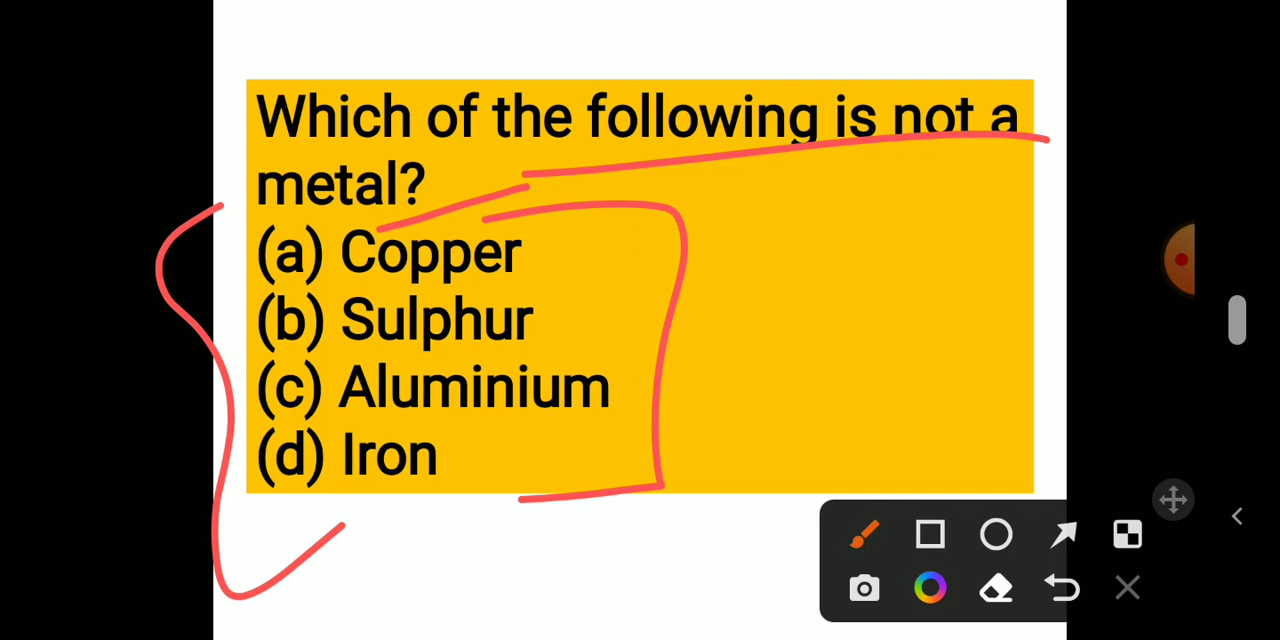 Which of the following is not a
metal?
(a) Copper
(b) Sulphur
(c) Aluminium
(d) Iron